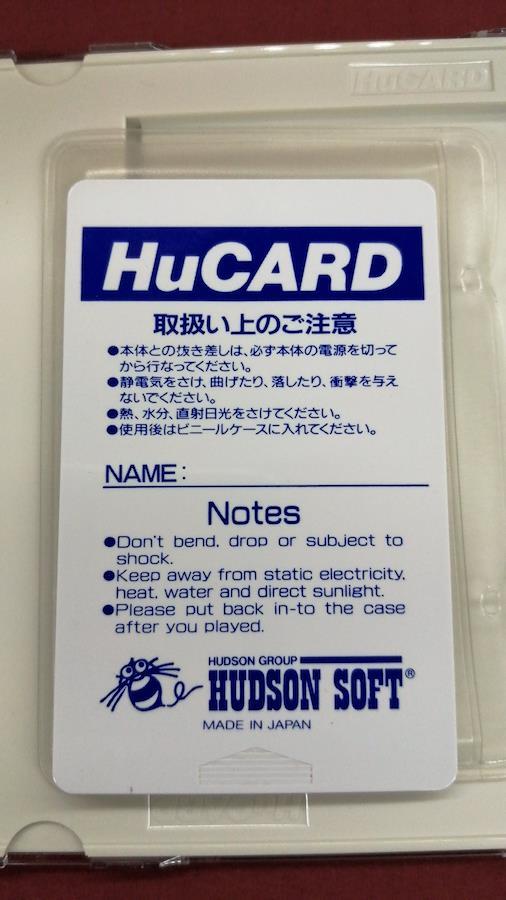 HuCARD
HuCARD
取扱い上のご注意
●本体との抜き差しは、必ず本体の電源を切って
から行なってください。
●静電気をさけ、曲げたり、落したり、衝撃を与え
ないでください。
●熱、水分、直射日光をさけてください。
●使用後はビニールケースに入れてください。
NAME:
Notes
●Don't bend, drop or subject to
shock.
●Keep away from static electricity,
heat, water and direct sunlight.
●Please put back in-to the case
after you played.
HUDSON GROUP
HUDSON SOFT®
MADE IN JAPAN